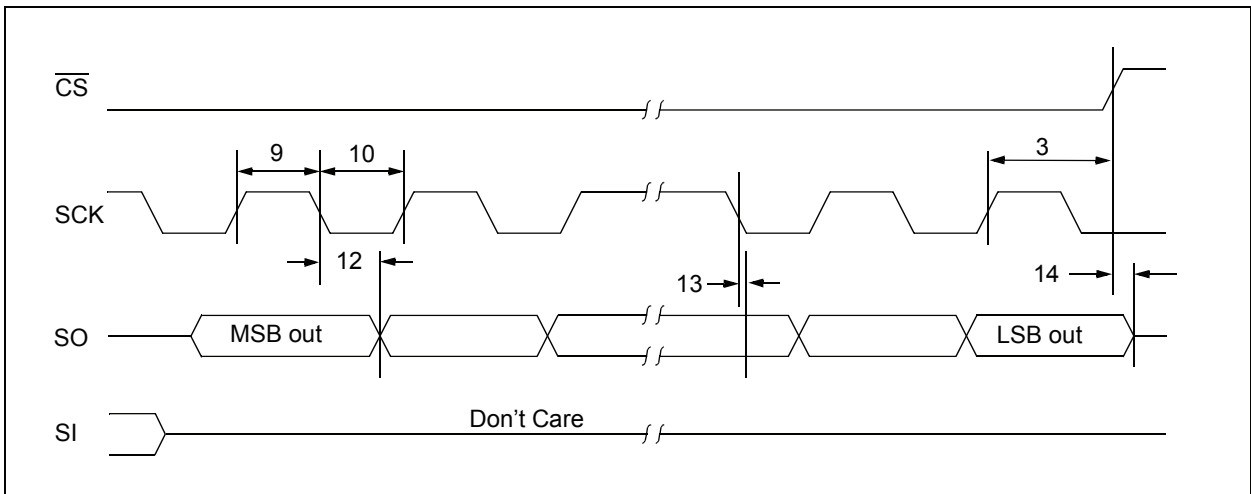 CS
9 10 3
SCK
12 13 14
SO MSB out LSB out
SI Don't Care